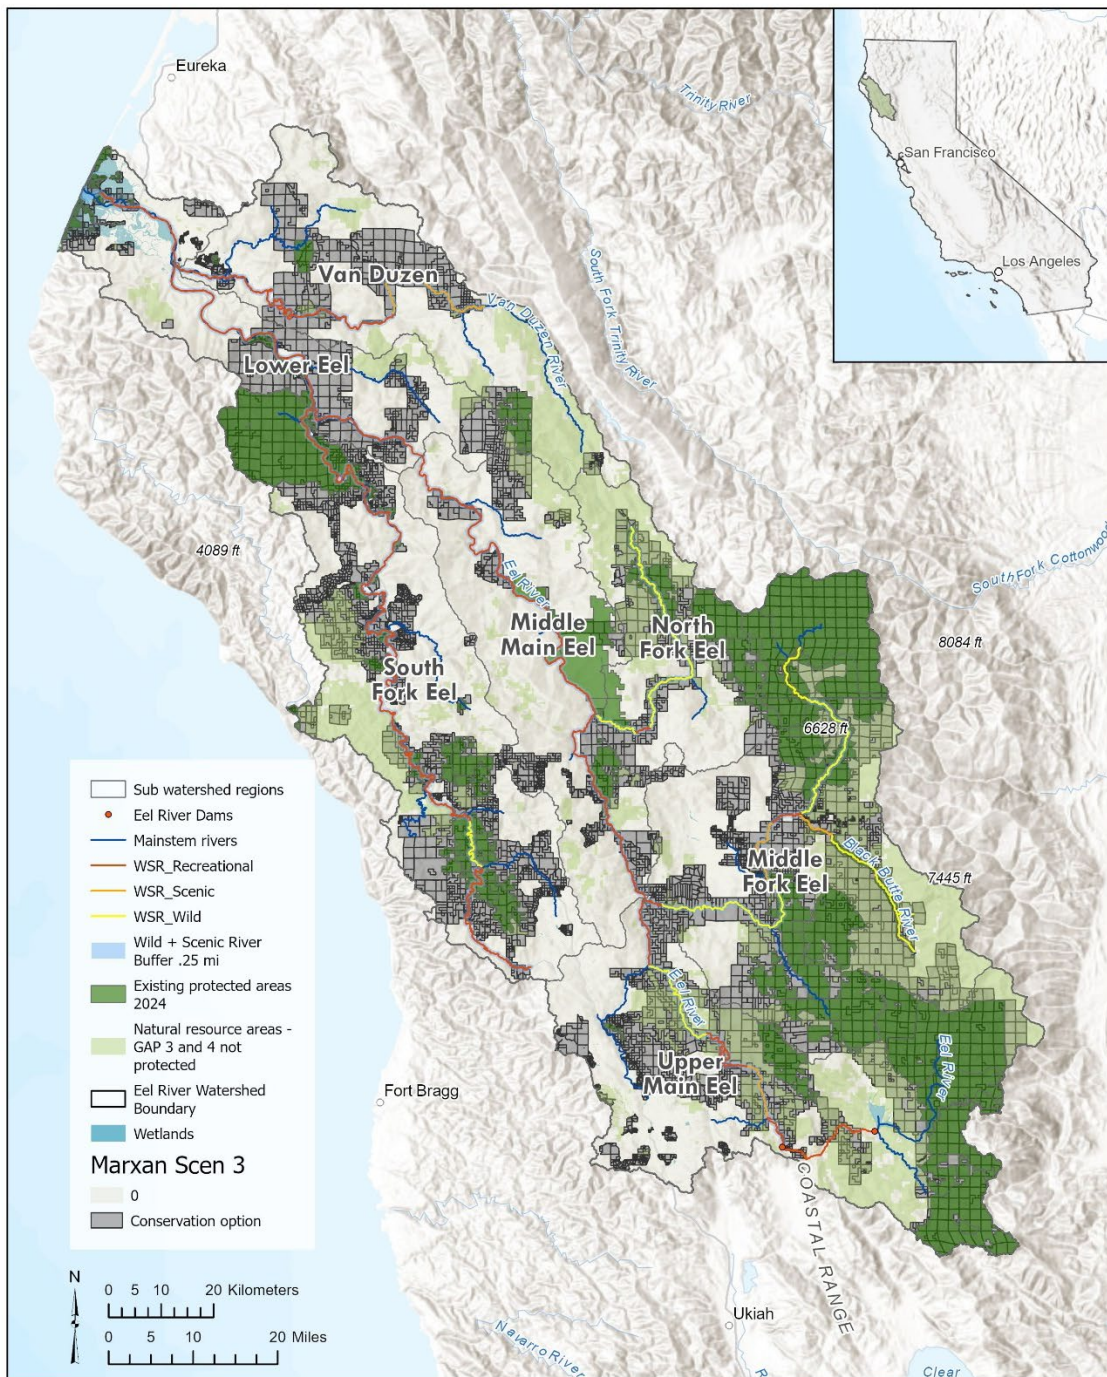 Eureka
Trinity River
San Francisco
Los Angeles
South Fork Trinity River
Van Duzen
Van Duzen River
Lower Eel
4089 ft
South Fork Cottonwood
Eel River
Middle
Main Eel
North
Fork Eel
8084 ft
South
Fork Eel
6628 ft
Middle
Fork Eel
Black Butte River
7445 ft
Eel River
Eel River
Upper
Main Eel
Fort Bragg
COASTAL RANGE
Ukiah
Navarro River
R
Clear
Sub watershed regions
Eel River Dams
Mainstem rivers
WSR_Recreational
WSR_Scenic
WSR_Wild
Wild + Scenic River
Buffer .25 mi
Existing protected areas
2024
Natural resource areas -
GAP 3 and 4 not
protected
Eel River Watershed
Boundary
Wetlands
Marxan Scen 3
0
Conservation option
N
0 5 10 20 Kilometers
0 5 10 20 Miles